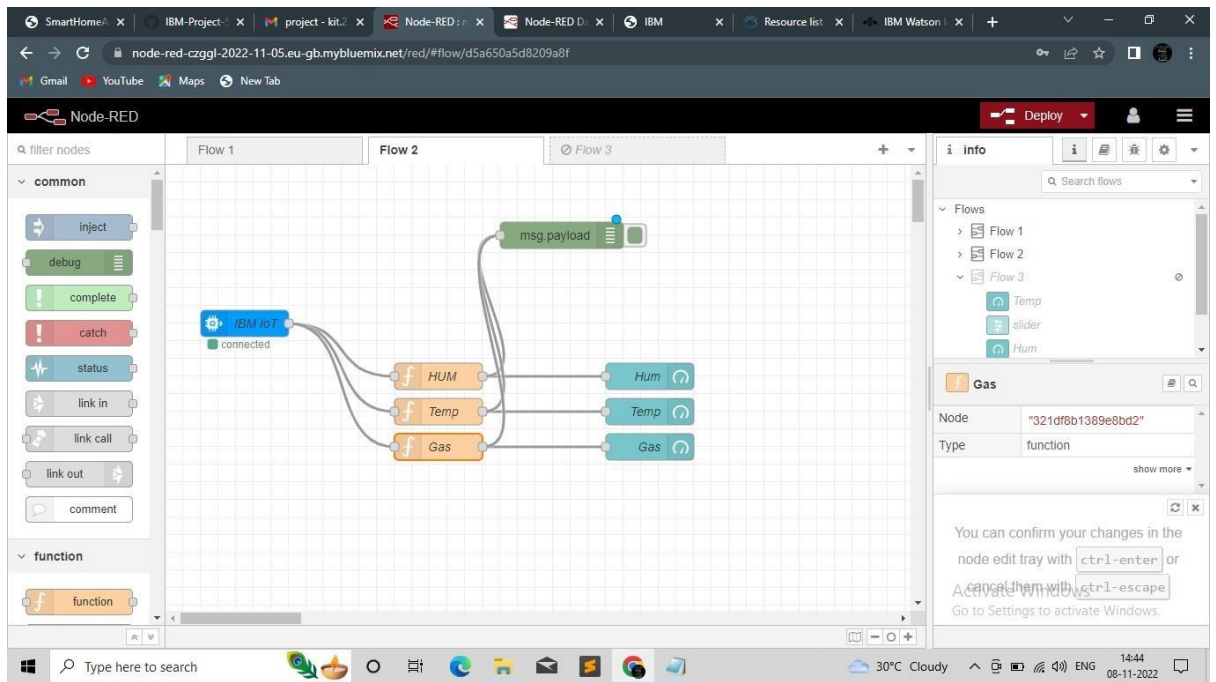 SmartHomeA IBM-Project- project - kit.2 Node-RED : n Node-RED Da IBM Resource list IBM Watson I
node-red-czggl-2022-11-05.eu-gb.mybluemix.net/red/#flow/d5a650a5d8209a8f
Gmail YouTube Maps New Tab
Node-RED Deploy
filter nodes Flow 1 Flow 2 Flow 3 + i info i
common
Search flows
inject
debug
complete
catch
status
link in
link call
link out
comment
function
function
msg.payload
IBM IoT
connected
HUM Hum
Temp Temp
Gas Gas
Flows
Flow 1
Flow 2
Flow 3
Temp
slider
Hum
Gas
Node "321df8b1389e8bd2"
Type function
show more
You can confirm your changes in the
node edit tray with ctrl-enter or
cancel them with ctrl-escape
Activate Windows
Go to Settings to activate Windows.
Type here to search 30°C Cloudy ENG 14:44
08-11-2022